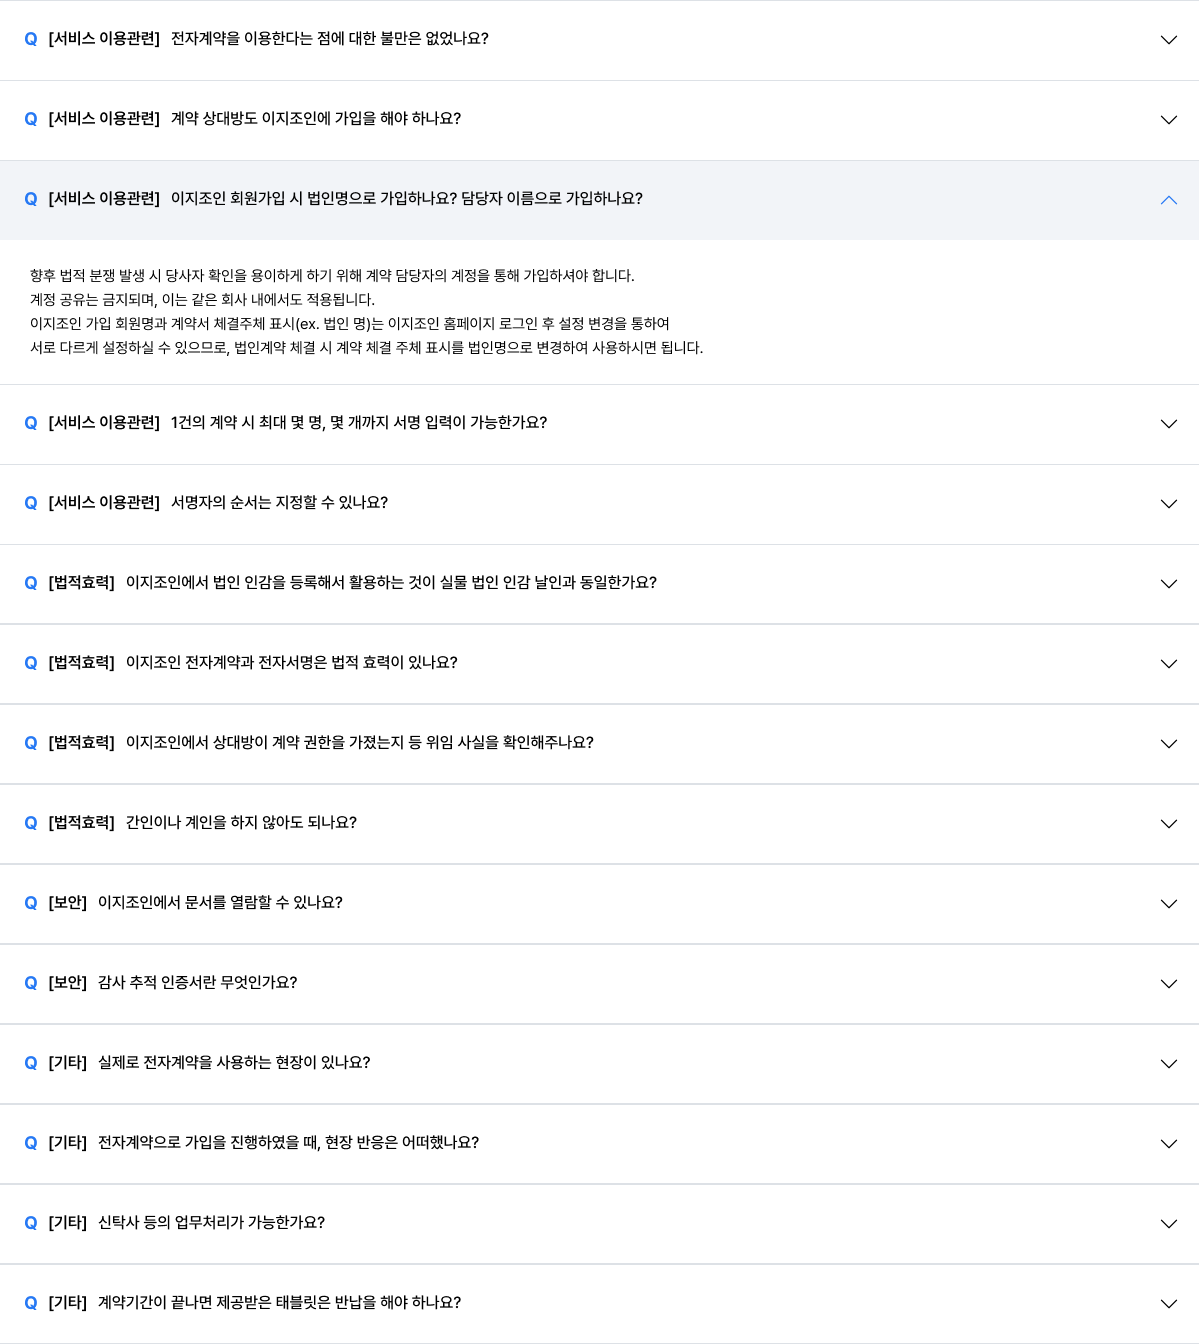 Q [서비스 이용관련] 전자계약을 이용한다는 점에 대한 불만은 없었나요?
Q [서비스 이용관련] 계약 상대방도 이지조인에 가입을 해야 하나요?
Q [서비스 이용관련] 이지조인 회원가입 시 법인명으로 가입하나요? 담당자 이름으로 가입하나요?
향후 법적 분쟁 발생 시 당사자 확인을 용이하게 하기 위해 계약 담당자의 계정을 통해 가입하셔야 합니다.
계정 공유는 금지되며, 이는 같은 회사 내에서도 적용됩니다.
이지조인 가입 회원명과 계약서 체결주체 표시(ex. 법인 명)는 이지조인 홈페이지 로그인 후 설정 변경을 통하여
서로 다르게 설정하실 수 있으므로, 법인계약 체결 시 계약 체결 주체 표시를 법인명으로 변경하여 사용하시면 됩니다.
Q [서비스 이용관련] 1건의 계약 시 최대 몇 명, 몇 개까지 서명 입력이 가능한가요?
Q [서비스 이용관련] 서명자의 순서는 지정할 수 있나요?
Q [법적효력] 이지조인에서 법인 인감을 등록해서 활용하는 것이 실물 법인 인감 날인과 동일한가요?
Q [법적효력] 이지조인 전자계약과 전자서명은 법적 효력이 있나요?
Q [법적효력] 이지조인에서 상대방이 계약 권한을 가졌는지 등 위임 사실을 확인해주나요?
Q [법적효력] 간인이나 계인을 하지 않아도 되나요?
Q [보안] 이지조인에서 문서를 열람할 수 있나요?
Q [보안] 감사 추적 인증서란 무엇인가요?
Q [기타] 실제로 전자계약을 사용하는 현장이 있나요?
Q [기타] 전자계약으로 가입을 진행하였을 때, 현장 반응은 어떠했나요?
Q [기타] 신탁사 등의 업무처리가 가능한가요?
Q [기타] 계약기간이 끝나면 제공받은 태블릿은 반납을 해야 하나요?